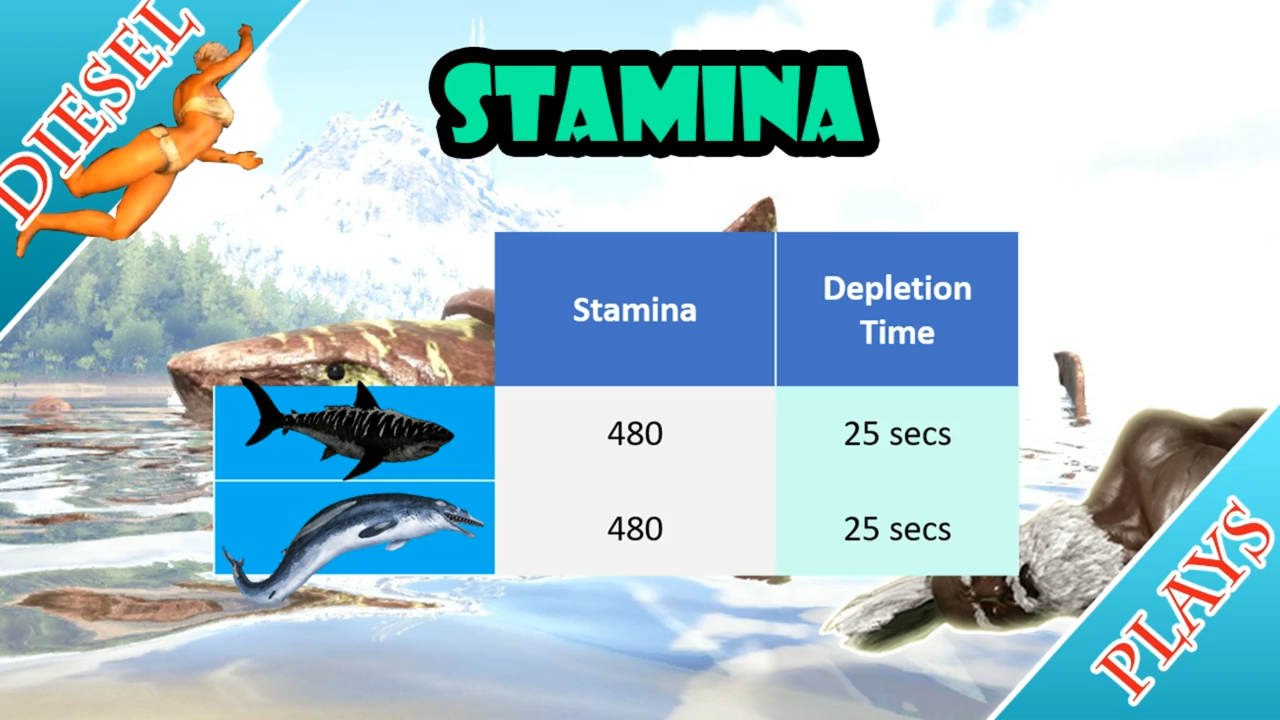 DIESEL
STAMINA
Stamina
Depletion
Time
480
25 secs
480
25 secs
PLAYS